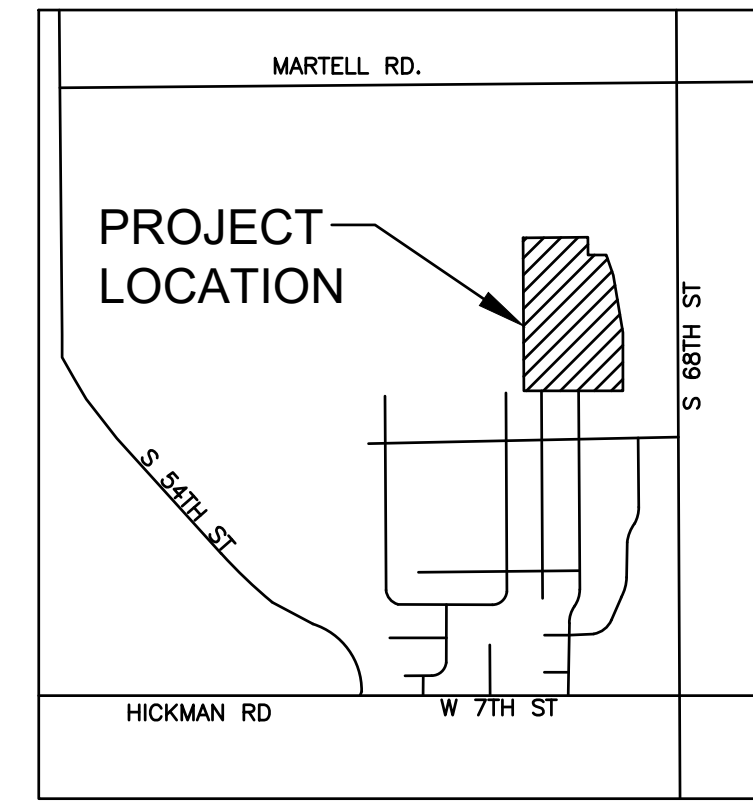 MARTELL RD.
PROJECT
LOCATION
S 68TH ST
S 54TH ST
HICKMAN RD
W 7TH ST